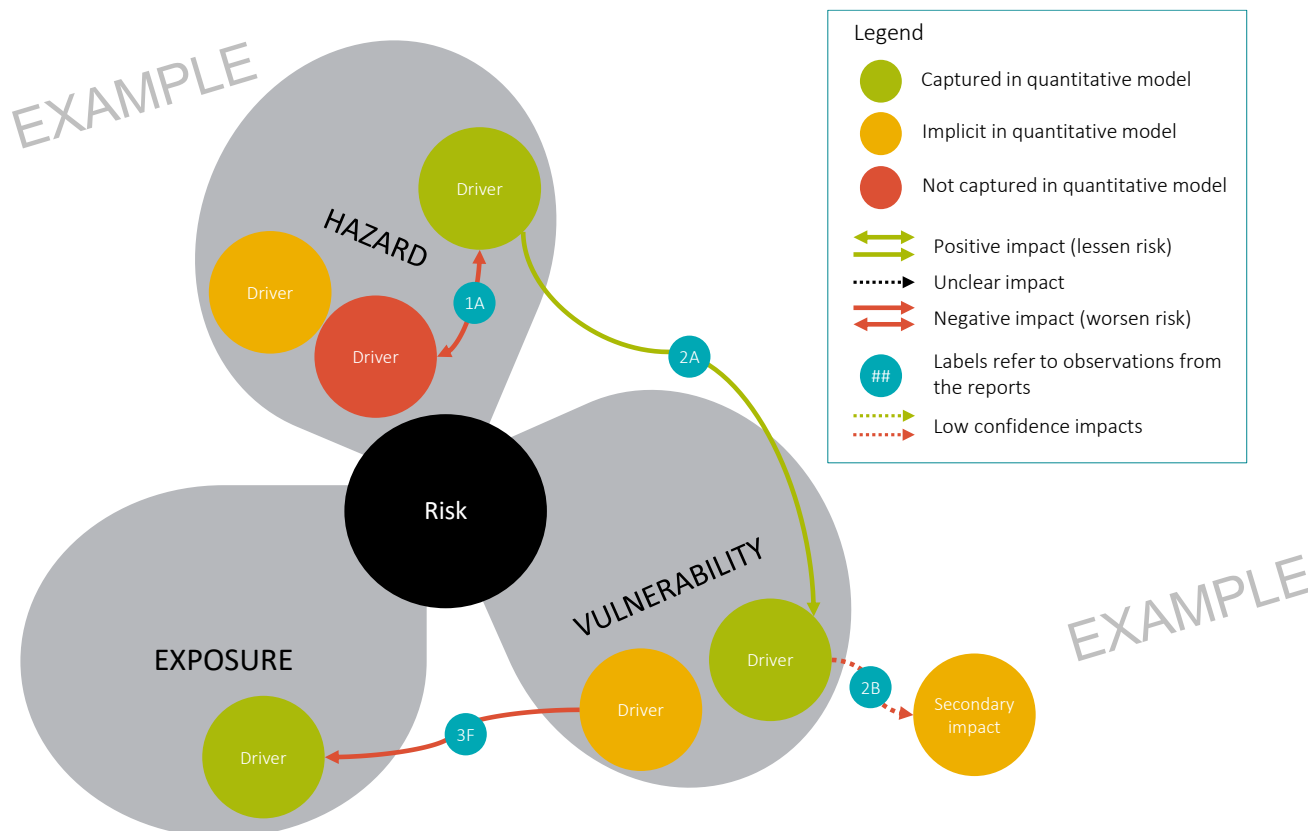 EXAMPLE
Driver
HAZARD
Driver
1A
Driver
2A
Risk
VULNERABILITY
EXPOSURE
Driver
Driver
2B
Secondary
impact
3F
Driver
EXAMPLE
Legend
Captured in quantitative model
Implicit in quantitative model
Not captured in quantitative model
Positive impact (lessen risk)
Unclear impact
Negative impact (worsen risk)
##
Labels refer to observations from
the reports
Low confidence impacts